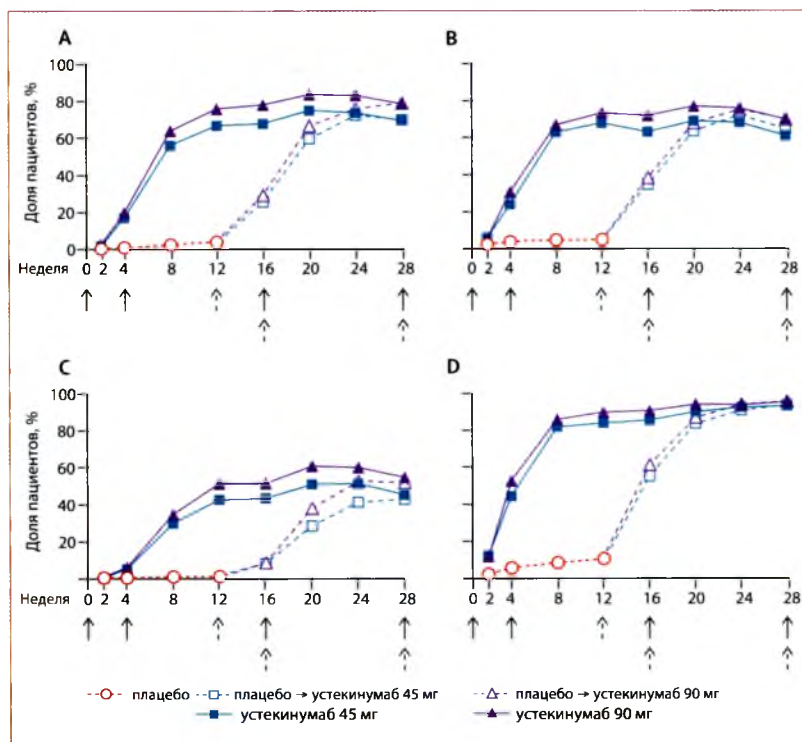 A
B
Доля пациентов, %
100
80
60
40
20
0
Неделя 0 2 4 8 12 16 20 24 28
0 2 4 8 12 16 20 24 28
C
D
Доля пациентов, %
100
80
60
40
20
Неделя 0 2 4 8 12 16 20 24 28
0 2 4 8 12 16 20 24 28
плацебо плацебо → устекинумаб 45 мг плацебо → устекинумаб 90 мг
устекинумаб 45 мг устекинумаб 90 мг